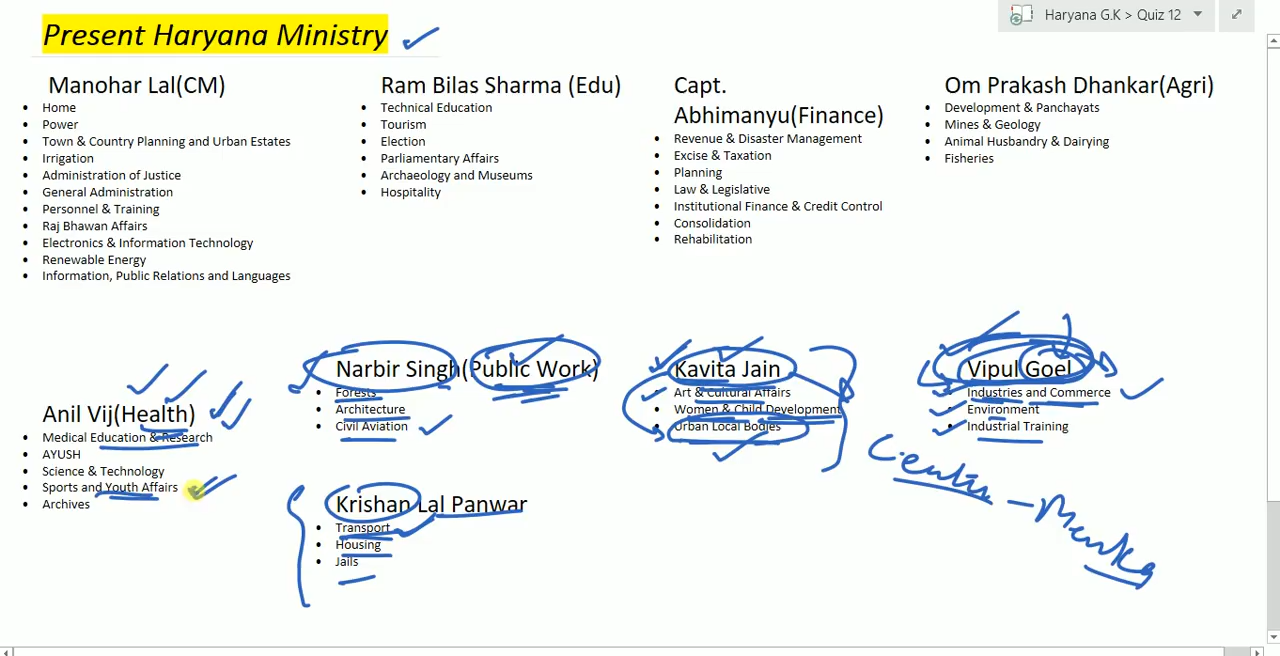 Haryana G.K > Quiz 12
Present Haryana Ministry
Manohar Lal(CM)
Home
Power
Town & Country Planning and Urban Estates
Irrigation
Administration of Justice
General Administration
Personnel & Training
Raj Bhawan Affairs
Electronics & Information Technology
Renewable Energy
Information, Public Relations and Languages
Ram Bilas Sharma (Edu)
Technical Education
Tourism
Election
Parliamentary Affairs
Archaeology and Museums
Hospitality
Capt.
Abhimanyu(Finance)
Revenue & Disaster Management
Excise & Taxation
Planning
Law & Legislative
Institutional Finance & Credit Control
Consolidation
Rehabilitation
Om Prakash Dhankar(Agri)
Development & Panchayats
Mines & Geology
Animal Husbandry & Dairying
Fisheries
Anil Vij(Health)
Medical Education & Research
AYUSH
Science & Technology
Sports and Youth Affairs
Archives
Narbir Singh(Public Work)
Forests
Architecture
Civil Aviation
Krishan Lal Panwar
Transport
Housing
Jails
Kavita Jain
Art & Cultural Affairs
Women & Child Development
Urban Local Bodies
Vipul Goel
Industries and Commerce
Environment
Industrial Training